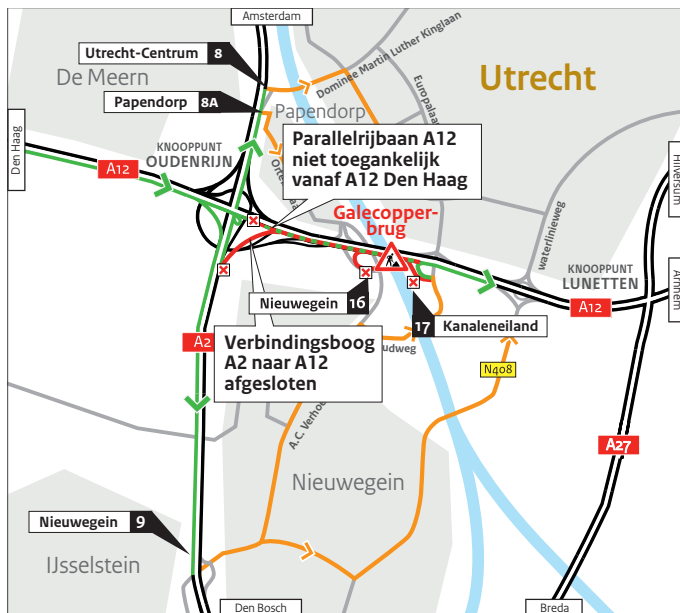 Amsterdam
Utrecht-Centrum 8
De Meern
Dominee Martin Luther Kinglaan
Utrecht
Papendorp 8A
Papendorp
Den Haag
A12
KNOOPPUNT
OUDENRIJN
Parallelrijbaan A12
niet toegankelijk
vanaf A12 Den Haag
Hilversum
waterlinieweg
Galecopper-
brug
KNOOPPUNT
LUNETTEN
Arnhem
Nieuwegein 16
17 Kanaleneiland
A12
A2
Verbindingsboog
A2 naar A12
afgesloten
N408
A27
Nieuwegein
Nieuwegein 9
IJsselstein
Den Bosch
Breda